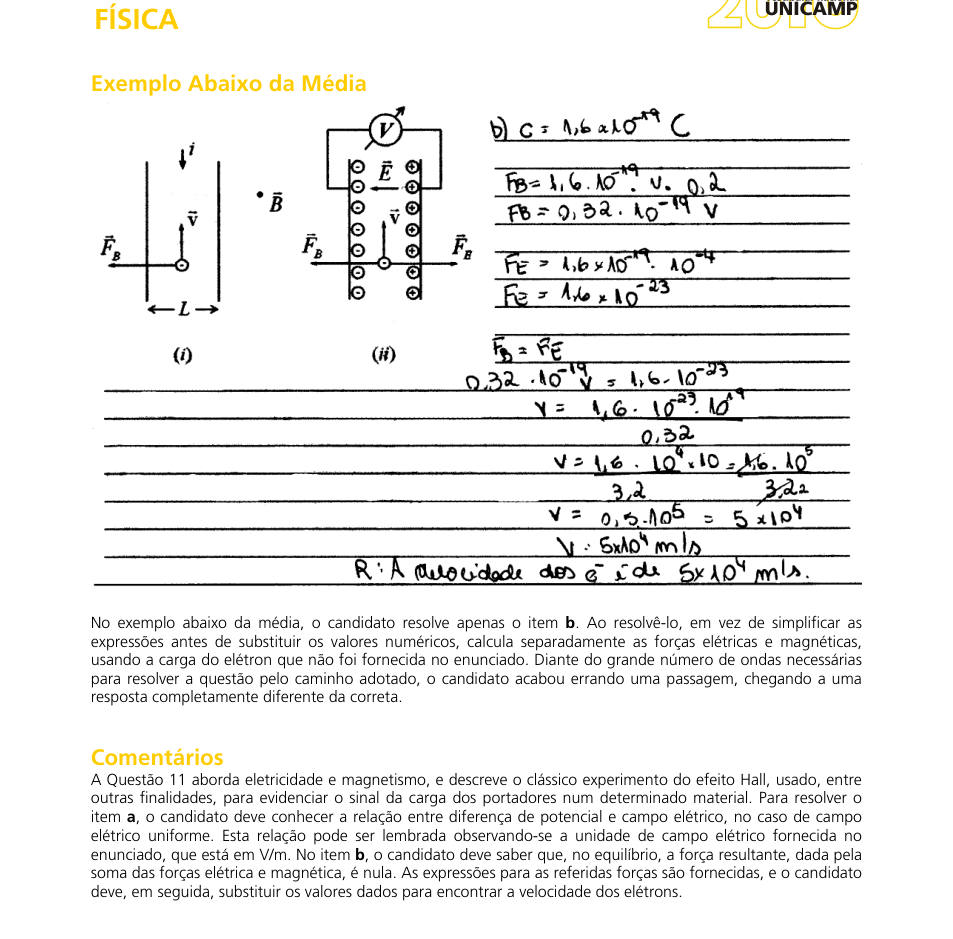 FÍSICA
UNICAMP
Exemplo Abaixo da Média
i
V
E
B
v
v
F_B
F_B
F_E
L
(i)
(ii)
b) C = 1,6 x 10^-19 C
FB = 1,6 . 10^-19 . V . 0,2
FB = 0,32 . 10^-19 V
FE = 1,6 x 10^-19 . 10^-4
FE = 1,6 x 10^-23
FB = FE
0,32 . 10^-19 V = 1,6 . 10^-23
V = 1,6 . 10^-23 . 10^19
0,32
V = 1,6 . 10^4 x 10 = 1,6 . 10^5
3,2 3,2 2
V = 0,5 . 10^5 = 5 x 10^4
V = 5x10^4 m/s
R: A velocidade dos e^- é de 5x10^4 m/s.
No exemplo abaixo da média, o candidato resolve apenas o item b. Ao resolvê-lo, em vez de simplificar as
expressões antes de substituir os valores numéricos, calcula separadamente as forças elétricas e magnéticas,
usando a carga do elétron que não foi fornecida no enunciado. Diante do grande número de ondas necessárias
para resolver a questão pelo caminho adotado, o candidato acabou errando uma passagem, chegando a uma
resposta completamente diferente da correta.
Comentários
A Questão 11 aborda eletricidade e magnetismo, e descreve o clássico experimento do efeito Hall, usado, entre
outras finalidades, para evidenciar o sinal da carga dos portadores num determinado material. Para resolver o
item a, o candidato deve conhecer a relação entre diferença de potencial e campo elétrico, no caso de campo
elétrico uniforme. Esta relação pode ser lembrada observando-se a unidade de campo elétrico fornecida no
enunciado, que está em V/m. No item b, o candidato deve saber que, no equilíbrio, a força resultante, dada pela
soma das forças elétrica e magnética, é nula. As expressões para as referidas forças são fornecidas, e o candidato
deve, em seguida, substituir os valores dados para encontrar a velocidade dos elétrons.